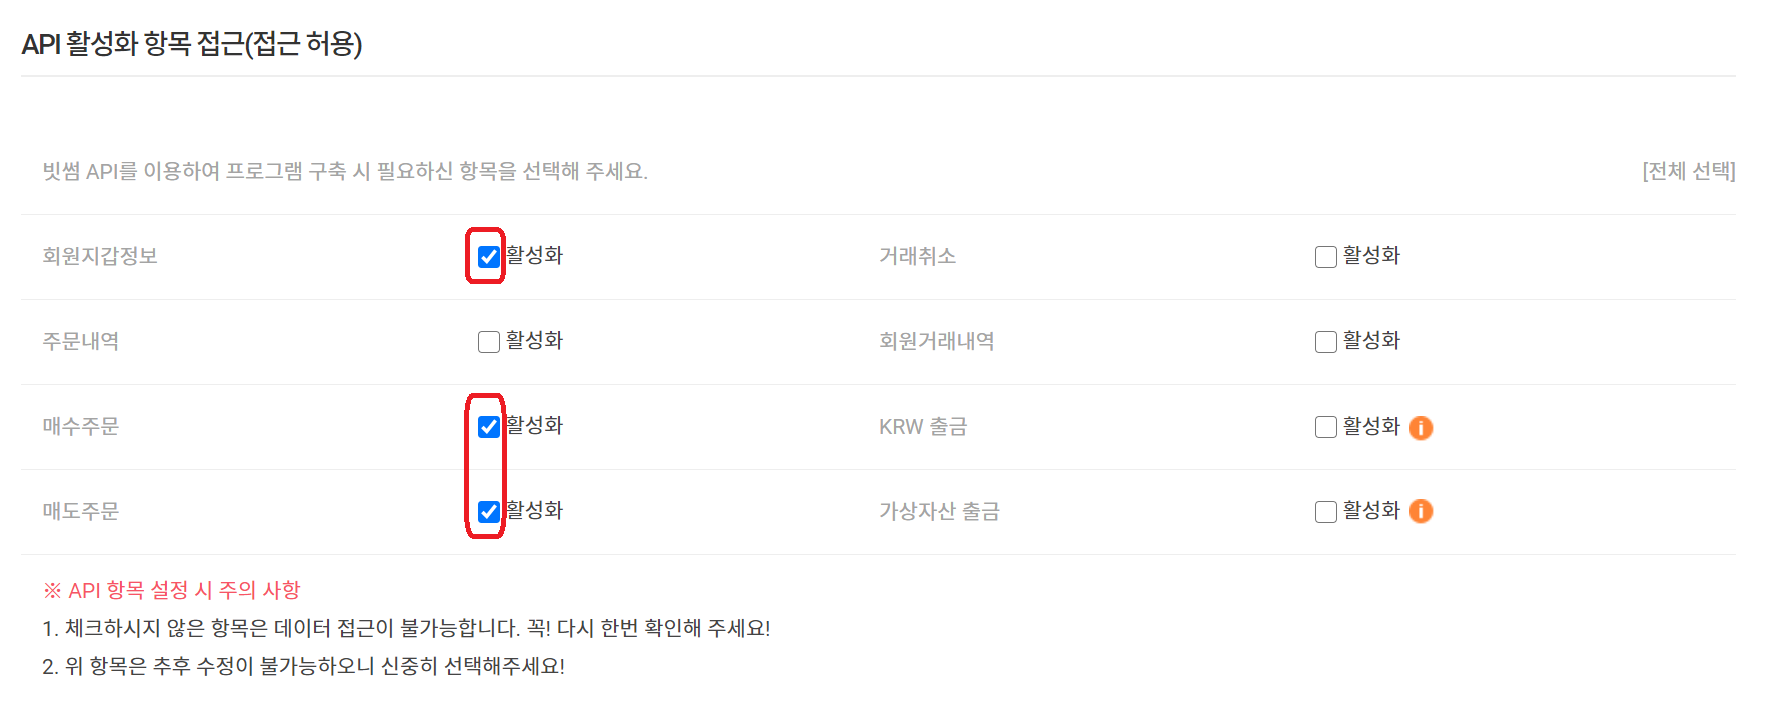 API 활성화 항목 접근(접근 허용)
빗썸 API를 이용하여 프로그램 구축 시 필요하신 항목을 선택해 주세요. [전체 선택]
회원지갑정보 활성화 거래취소 활성화
주문내역 활성화 회원거래내역 활성화
매수주문 활성화 KRW 출금 활성화 i
매도주문 활성화 가상자산 출금 활성화 i
※ API 항목 설정 시 주의 사항
1. 체크하시지 않은 항목은 데이터 접근이 불가능합니다. 꼭! 다시 한번 확인해 주세요!
2. 위 항목은 추후 수정이 불가능하오니 신중히 선택해주세요!